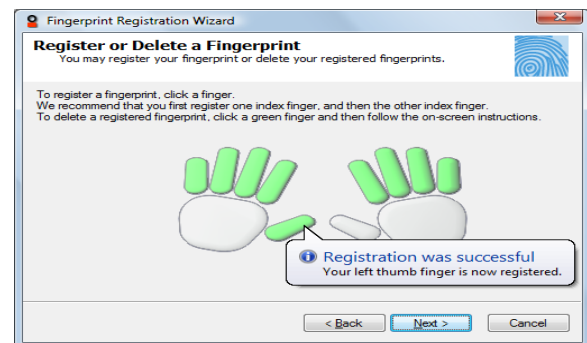 Fingerprint Registration Wizard
Register or Delete a Fingerprint
You may register your fingerprint or delete your registered fingerprints.
To register a fingerprint, click a finger.
We recommend that you first register one index finger, and then the other index finger.
To delete a registered fingerprint, click a green finger and then follow the on-screen instructions.
Registration was successful
Your left thumb finger is now registered.
< Back Next > Cancel